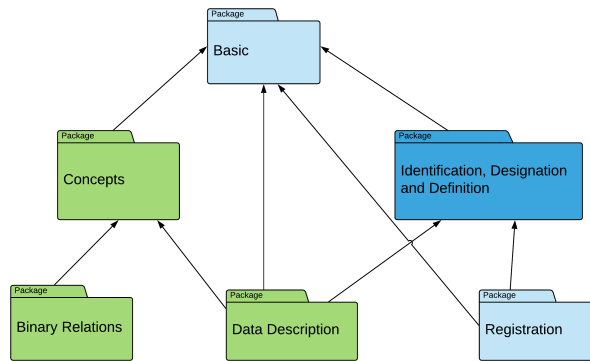 Package
Basic
Package
Concepts
Package
Identification, Designation
and Definition
Package
Binary Relations
Package
Data Description
Package
Registration